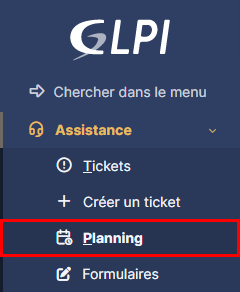 GLPI
Chercher dans le menu
Assistance
Tickets
Créer un ticket
Planning
Formulaires